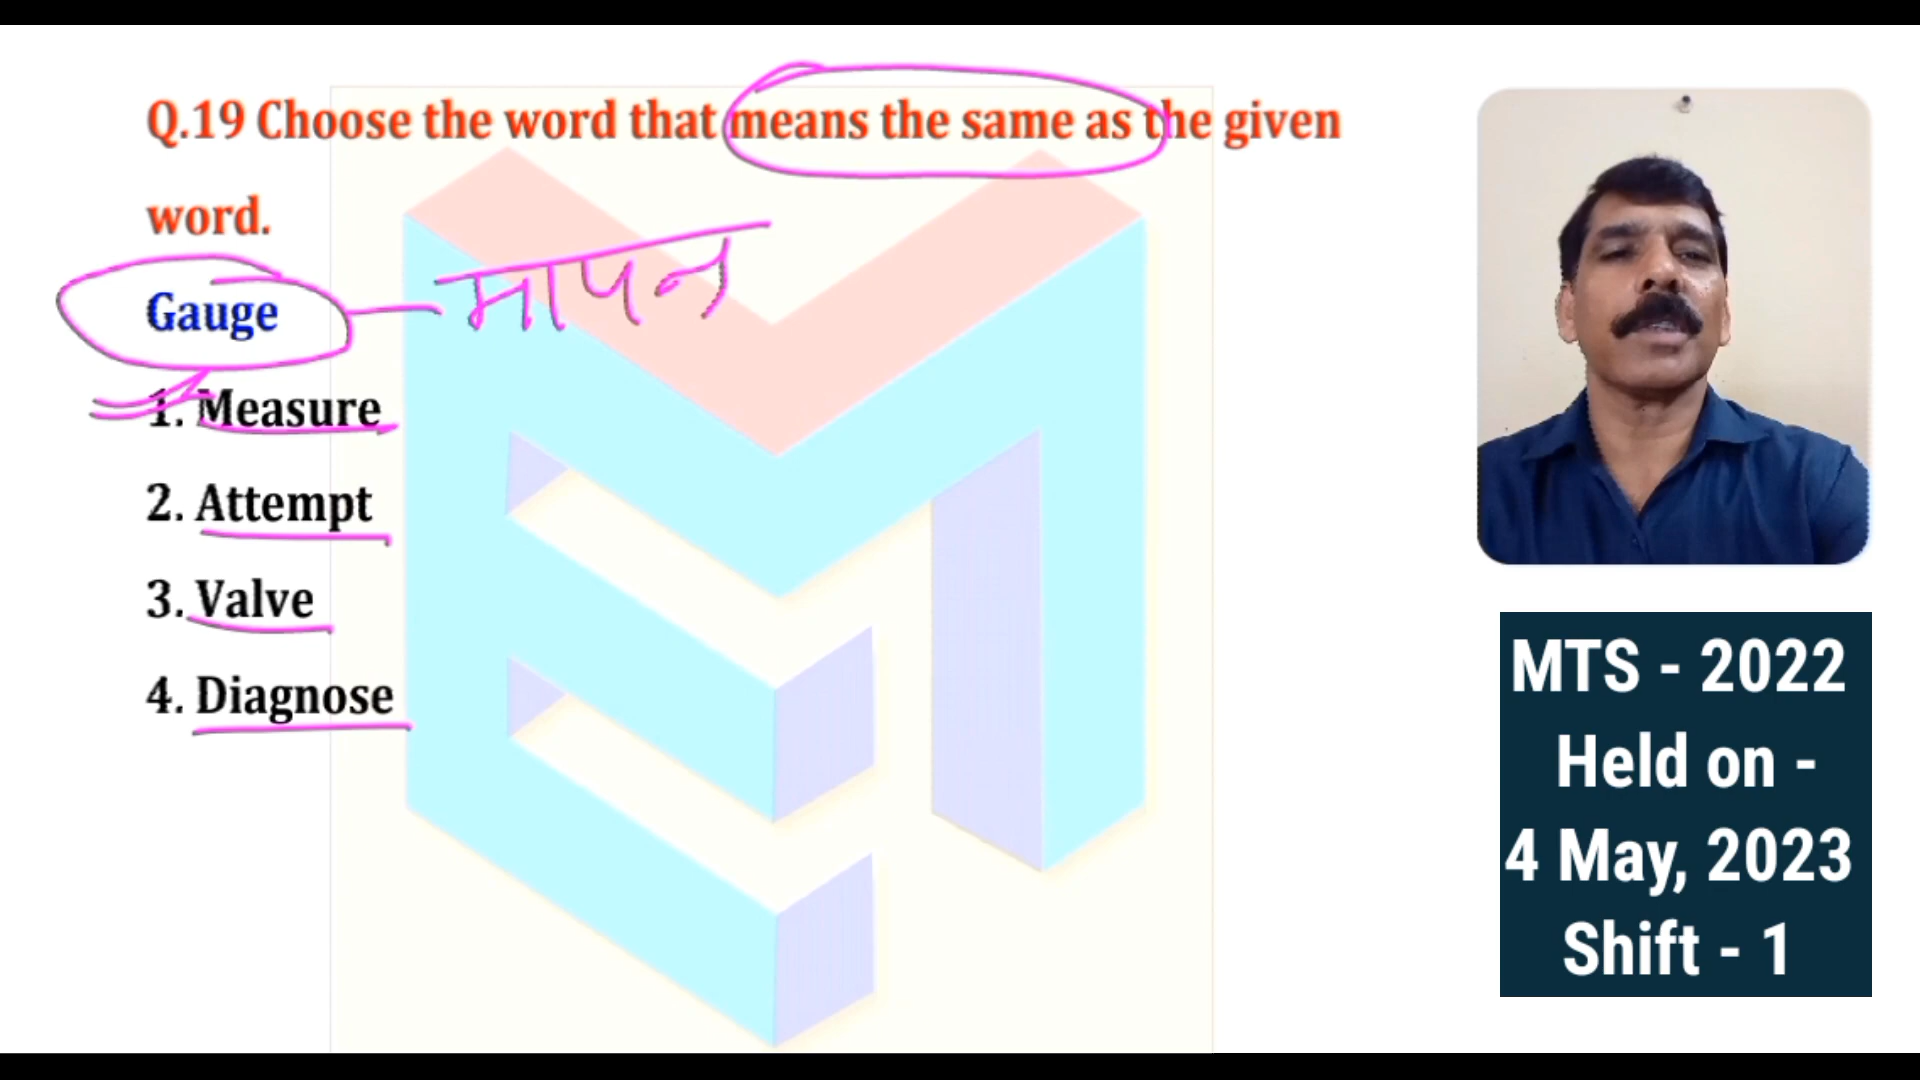 Q.19 Choose the word that means the same as the given
word.
Gauge
मापन
1. Measure
2. Attempt
3. Valve
4. Diagnose
MTS - 2022
Held on -
4 May, 2023
Shift - 1